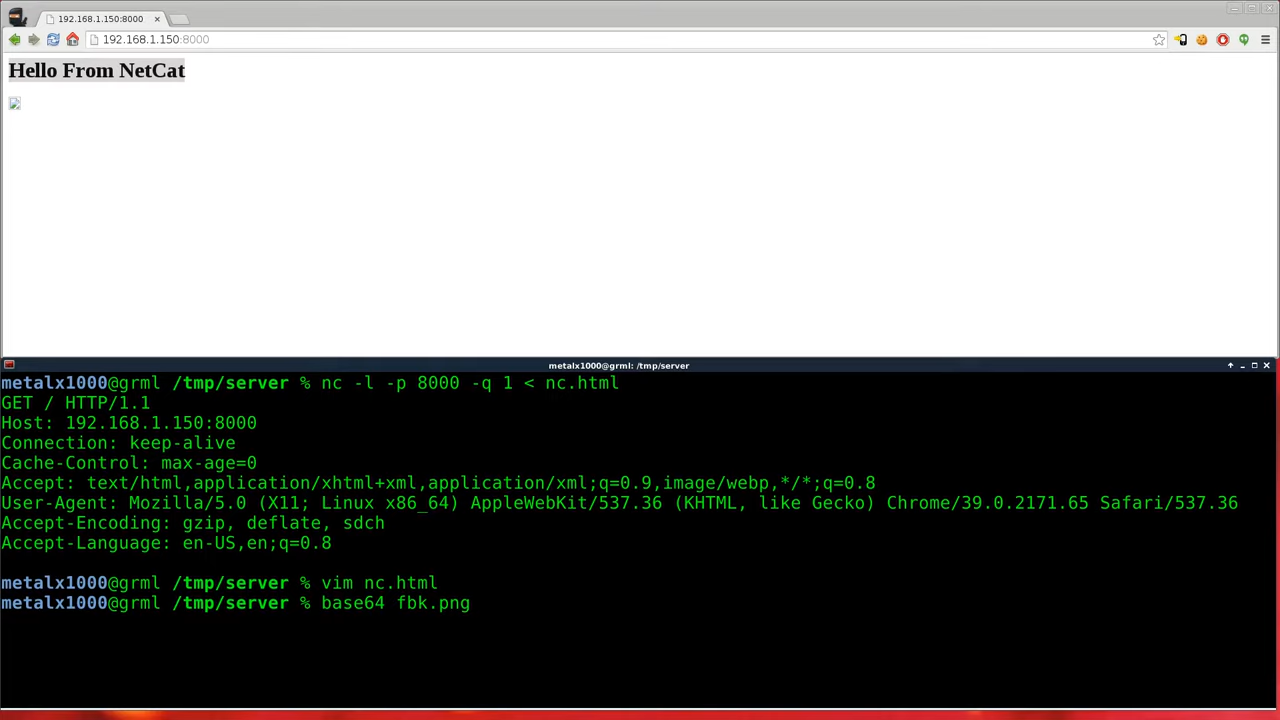 192.168.1.150:8000
192.168.1.150:8000
Hello From NetCat
metalx1000@grml: /tmp/server
metalx1000@grml /tmp/server % nc -l -p 8000 -q 1 < nc.html
GET / HTTP/1.1
Host: 192.168.1.150:8000
Connection: keep-alive
Cache-Control: max-age=0
Accept: text/html,application/xhtml+xml,application/xml;q=0.9,image/webp,*/*;q=0.8
User-Agent: Mozilla/5.0 (X11; Linux x86_64) AppleWebKit/537.36 (KHTML, like Gecko) Chrome/39.0.2171.65 Safari/537.36
Accept-Encoding: gzip, deflate, sdch
Accept-Language: en-US,en;q=0.8
metalx1000@grml /tmp/server % vim nc.html
metalx1000@grml /tmp/server % base64 fbk.png